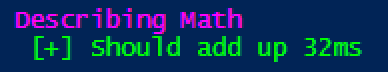 Describing Math
[+] Should add up 32ms